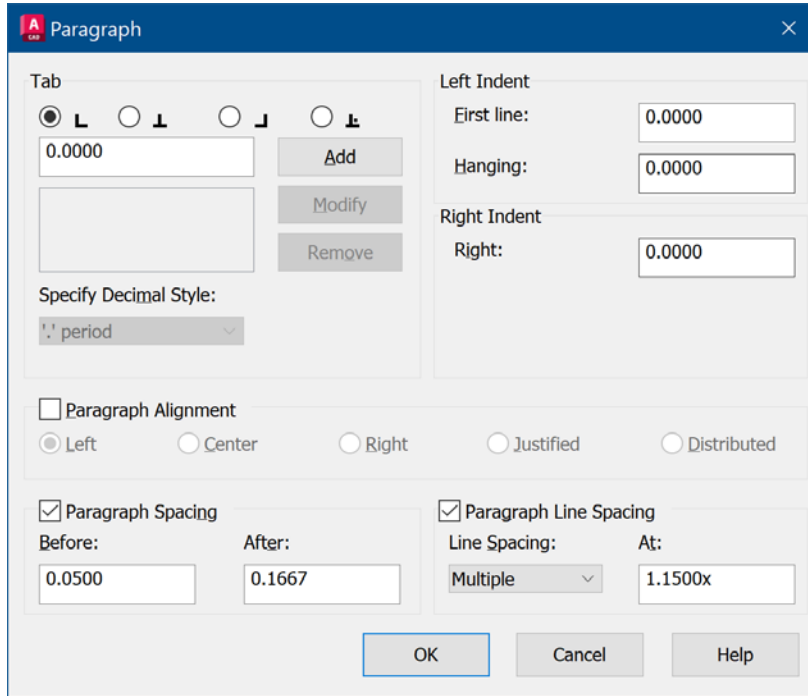 A
CAD
Paragraph
Tab
0.0000
Add
Modify
Remove
Specify Decimal Style:
'.' period
Left Indent
First line:
0.0000
Hanging:
0.0000
Right Indent
Right:
0.0000
Paragraph Alignment
Left Center Right Justified Distributed
Paragraph Spacing
Before: After:
0.0500 0.1667
Paragraph Line Spacing
Line Spacing: At:
Multiple 1.1500x
OK Cancel Help